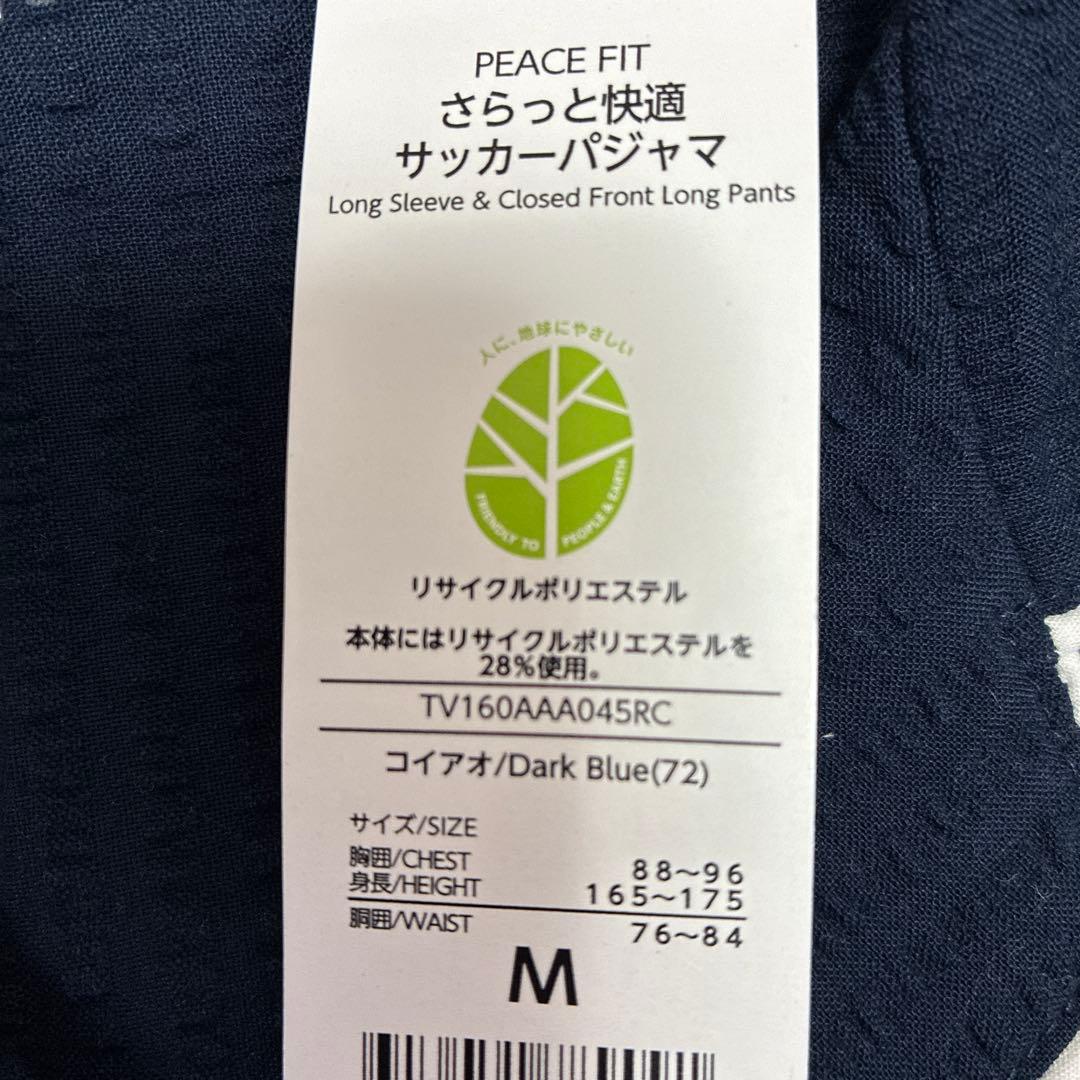 PEACE FIT
さらっと快適
サッカーパジャマ
Long Sleeve & Closed Front Long Pants
人に、地球にやさしい
FRIENDLY TO PEOPLE & EARTH
リサイクルポリエステル
本体にはリサイクルポリエステルを
28%使用。
TV160AAA045RC
コイアオ/Dark Blue(72)
サイズ/SIZE
胸囲/CHEST 88~96
身長/HEIGHT 165~175
胴囲/WAIST 76~84
M